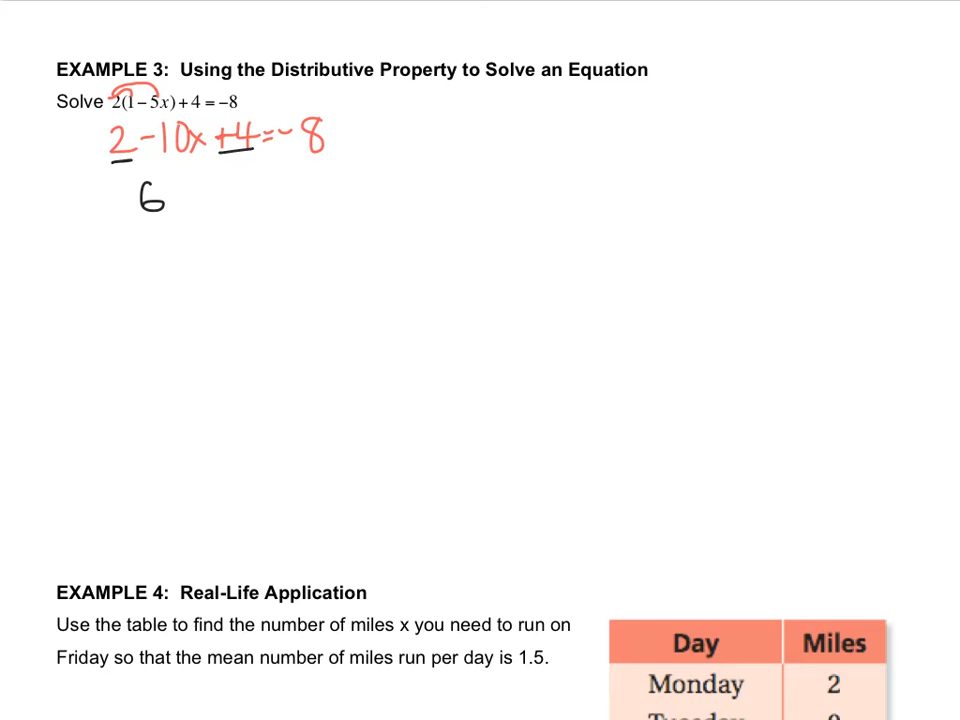 EXAMPLE 3: Using the Distributive Property to Solve an Equation
Solve 2(1 − 5x) + 4 = −8
2 - 10x + 4 = - 8
6
EXAMPLE 4: Real-Life Application
Use the table to find the number of miles x you need to run on
Friday so that the mean number of miles run per day is 1.5.
Day Miles
Monday 2